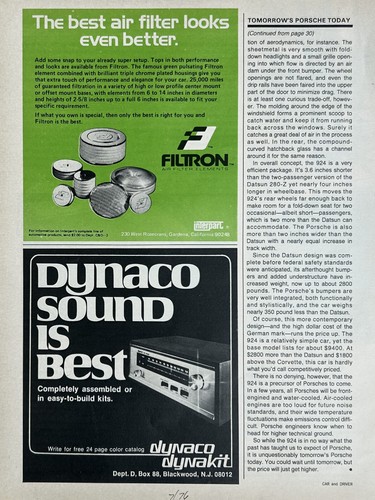 The best air filter looks
even better.
Add some snap to your already super setup. Tops in both performance
and looks are available from Filtron. The famous green pulsating Filtron
element combined with brilliant triple chrome plated housings give you
that extra touch of performance and elegance for your car. 25,000 miles
of guaranteed filtration in a variety of high or low profile center mount
or offset mount bases, with elements from 6 to 14 inches in diameters
and heights of 2-5/8 inches up to a full 6 inches is available to fit your
specific requirement.
If what you own is special, then only the best is right for you and
Filtron is the best.
FILTRON™
AIR FILTER ELEMENTS
For information on Interpart's complete line of
automotive products, send $1.00 to Dept.
interpart
Gardena, California 90248
Dynaco
Sound
Is
Best
Completely assembled or
in easy-to-build kits.
Write for free 24 page color catalog
dynaco
dynakit
Dept. D, Box 88, Blackwood, N.J. 08012
TOMORROW'S PORSCHE TODAY
(Continued from page 30)
tion of aerodynamics, for instance. The
sheetmetal is very smooth with fold-
down headlights and a small grille open-
ing into which flow is directed by an air
dam under the front bumper. The wheel
openings are not flared, and even the
drip rails have been faired into the upper
part of the door to minimize drag. There
is at least one curious trade-off, howev-
er. The molding around the edge of the
windshield forms a prominent scoop to
catch water and keep it from running
back across the windows. Surely it
catches a great deal of air in the process
as well. In the rear, the compound-
curved hatchback glass has a channel
around it for the same reason.
In overall concept, the 924 is a very
efficient package. It's 3.6 inches shorter
than the two-passenger version of the
Datsun 280-Z yet nearly four inches
longer in wheelbase. This moves the
924's rear wheels far enough back to
make room for a fold-down seat for two
occasional—albeit short—passengers,
which is two more than the Datsun can
accommodate. The Porsche is also
more than two inches wider than the
Datsun with a nearly equal increase in
track width.
Since the Datsun design was com-
plete before federal safety standards
were anticipated, its afterthought bump-
ers and added understructure have in-
creased weight, now up to about 2800
pounds. The Porsche's bumpers are
very well integrated, both functionally
and stylistically, and the car weighs
nearly 350 pound less than the Datsun.
Of course, this more contemporary
design—and the high dollar cost of the
German mark—runs the price up. The
924 is a relatively simple car, yet the
base model lists for about $9400. At
$2800 more than the Datsun and $1800
above the Corvette, this car is hardly
what you'd call competitively priced.
There is no denying, however, that the
924 is a precursor of Porsches to come.
In a few years, all Porsches will be front-
engined and water-cooled. Air-cooled
engines are too loud for future noise
standards, and their wide temperature
fluctuations make emissions control diffi-
cult. Porsche engineers know when to
head for higher technical ground.
So while the 924 is in no way what the
past has taught us to expect of Porsche,
it is unequivocably tomorrow's Porsche
today. You could wait until tomorrow, but
the price will just get higher.
CAR and DRIVER
7/76